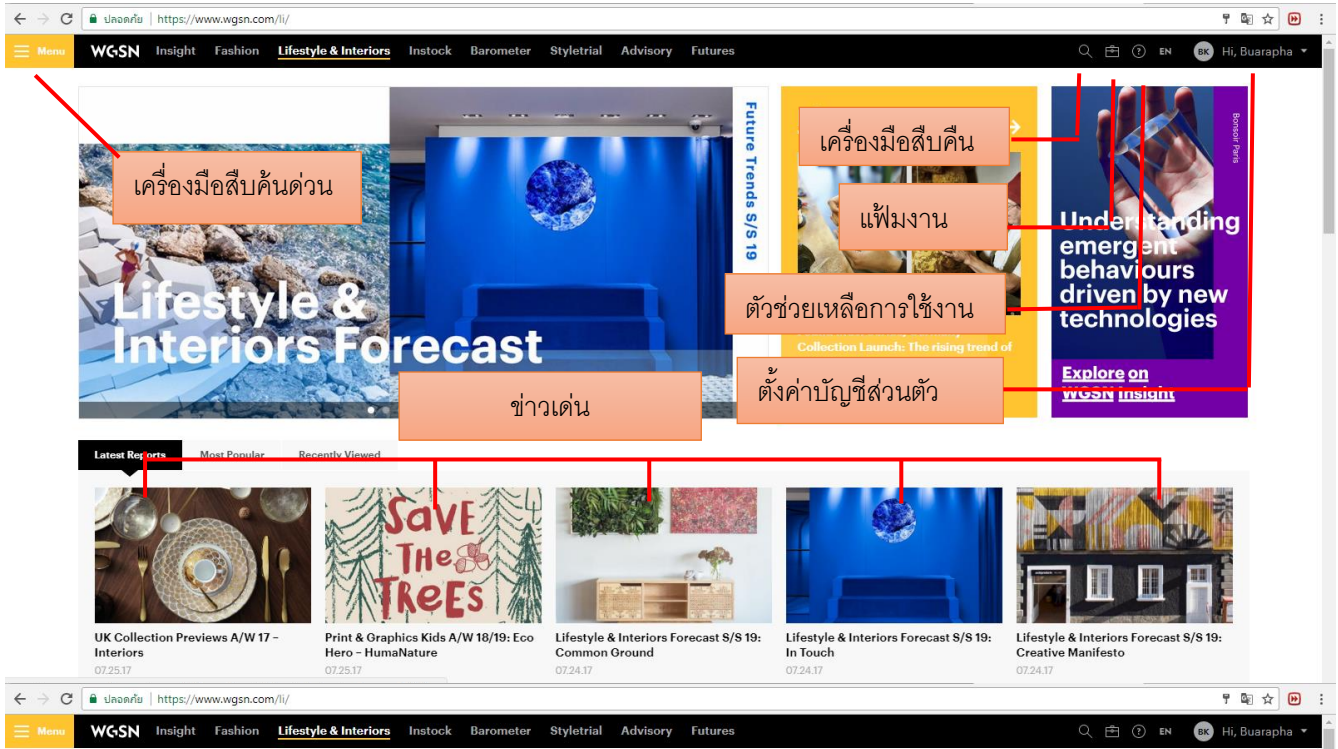 ปลอดภัย | https://www.wgsn.com/li/
Menu WGSN Insight Fashion Lifestyle & Interiors Instock Barometer Styletrial Advisory Futures EN BK Hi, Buarapha
เครื่องมือสืบค้นด่วน
Lifestyle &
Interiors Forecast
Future Trends S/S 19
เครื่องมือสืบคืน
แฟ้มงาน
ตัวช่วยเหลือการใช้งาน
Collection Launch: The rising trend of
ตั้งค่าบัญชีส่วนตัว
Bonsoir Paris
Understanding
emergent
behaviours
driven by new
technologies
Explore on
WGSN Insight
ข่าวเด่น
Latest Reports Most Popular Recently Viewed
SAVE
THE
TREES
UK Collection Previews A/W 17 –
Interiors
07.25.17
Print & Graphics Kids A/W 18/19: Eco
Hero – HumaNature
07.25.17
Lifestyle & Interiors Forecast S/S 19:
Common Ground
07.24.17
Lifestyle & Interiors Forecast S/S 19:
In Touch
07.24.17
Lifestyle & Interiors Forecast S/S 19:
Creative Manifesto
07.24.17
ปลอดภัย | https://www.wgsn.com/li/
Menu WGSN Insight Fashion Lifestyle & Interiors Instock Barometer Styletrial Advisory Futures EN BK Hi, Buarapha